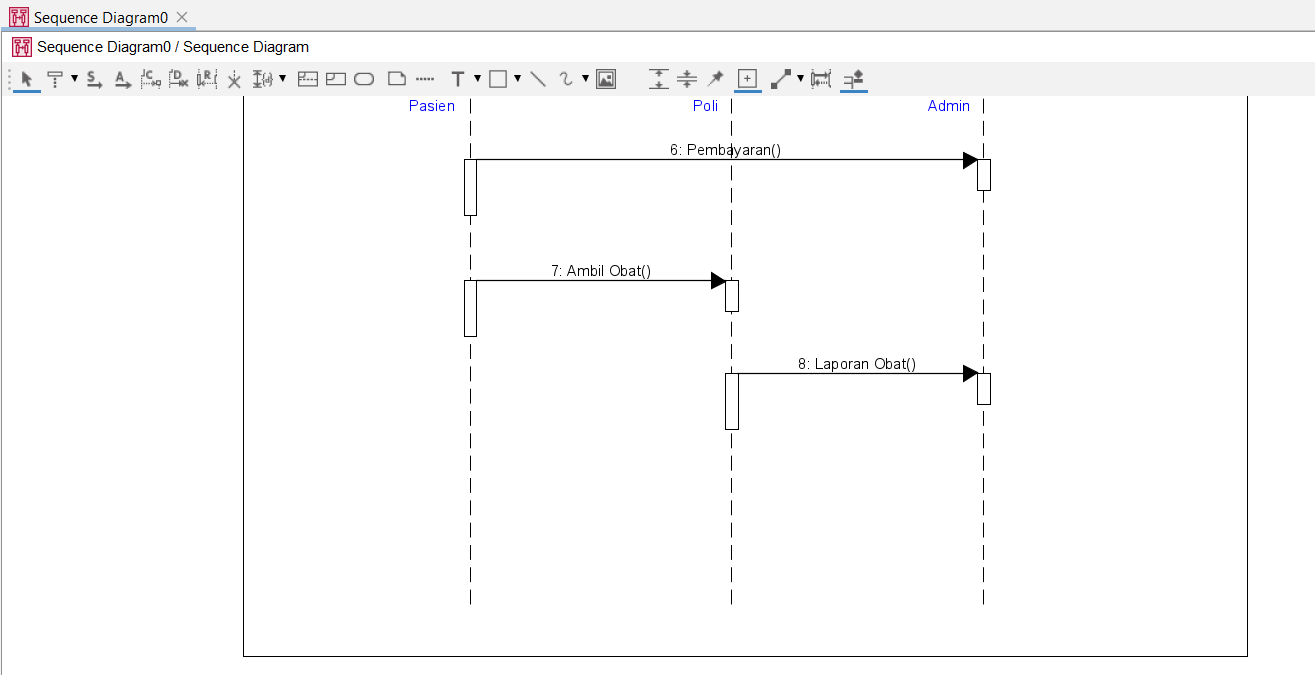 Sequence Diagram0
Sequence Diagram0 / Sequence Diagram
Pasien Poli Admin
6: Pembayaran()
7: Ambil Obat()
8: Laporan Obat()